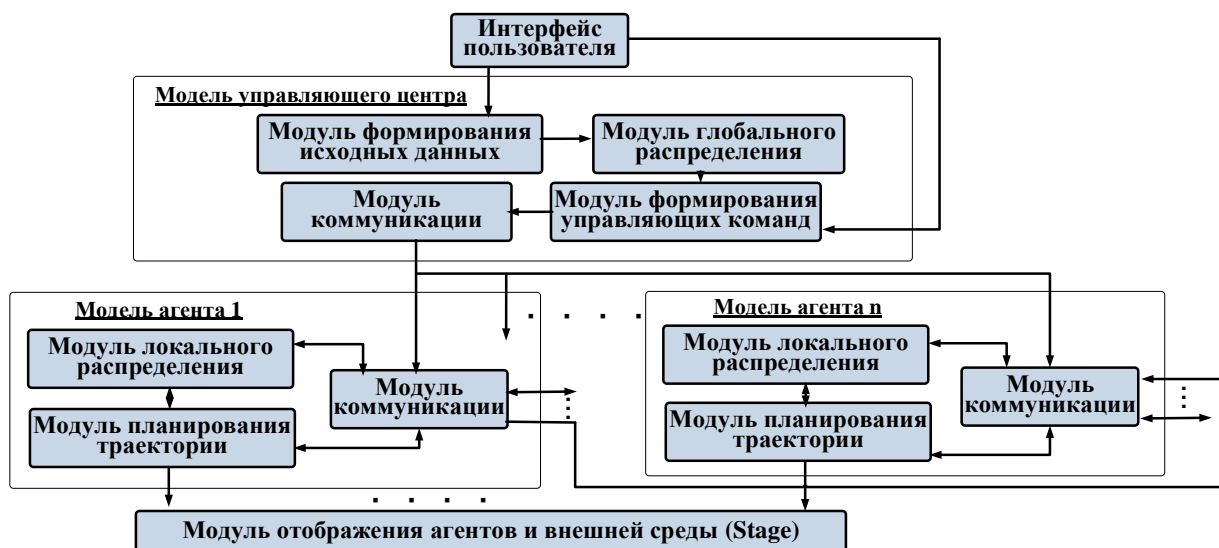 Интерфейс
пользователя
Модель управляющего центра
Модуль формирования
исходных данных
Модуль глобального
распределения
Модуль
коммуникации
Модуль формирования
управляющих команд
Модель агента 1
Модуль локального
распределения
Модуль
коммуникации
Модуль планирования
траектории
Модель агента n
Модуль локального
распределения
Модуль
коммуникации
Модуль планирования
траектории
Модуль отображения агентов и внешней среды (Stage)